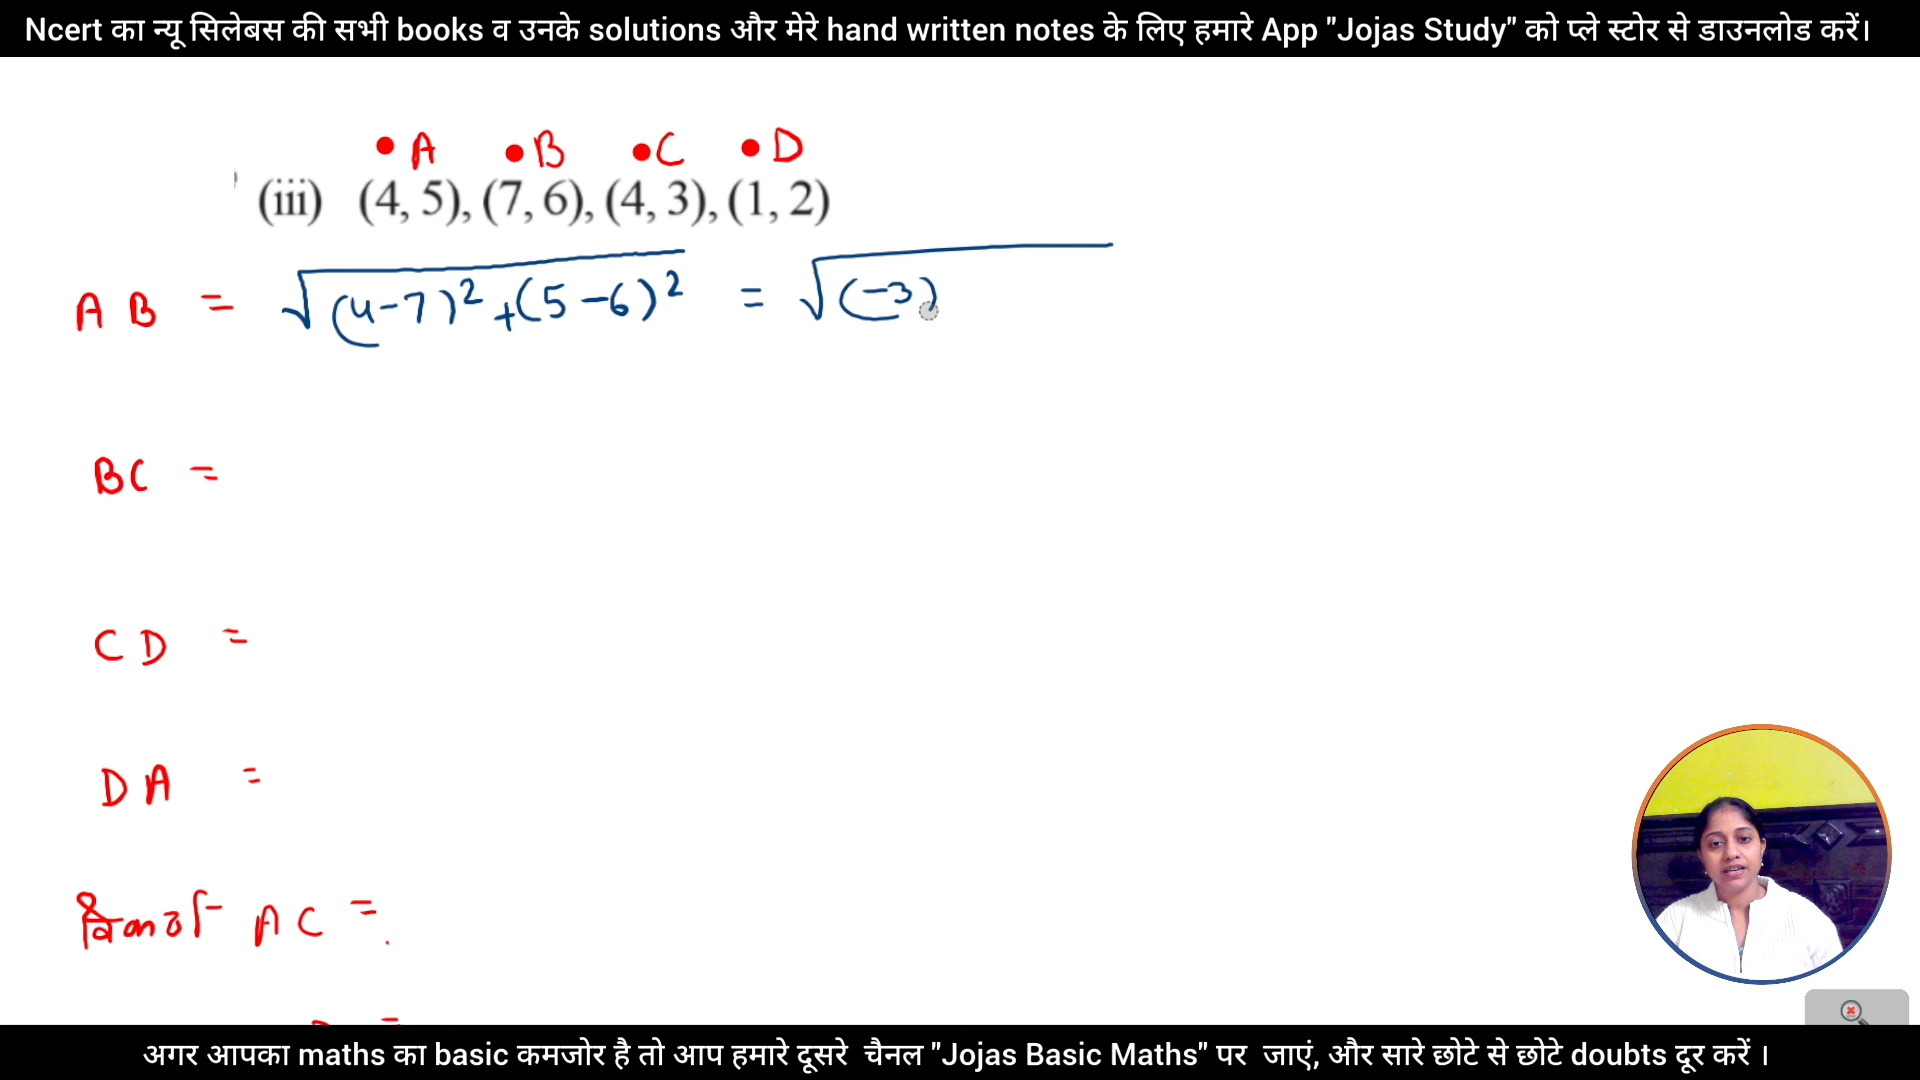 Ncert का न्यू सिलेबस की सभी books व उनके solutions और मेरे hand written notes के लिए हमारे App "Jojas Study" को प्ले स्टोर से डाउनलोड करें।
A B C D
(iii) (4, 5), (7, 6), (4, 3), (1, 2)
AB = √(4-7)² + (5-6)² = √(-3)
BC =
CD =
DA =
विकर्ण AC =
=
अगर आपका maths का basic कमजोर है तो आप हमारे दूसरे चैनल "Jojas Basic Maths" पर जाएं, और सारे छोटे से छोटे doubts दूर करें ।